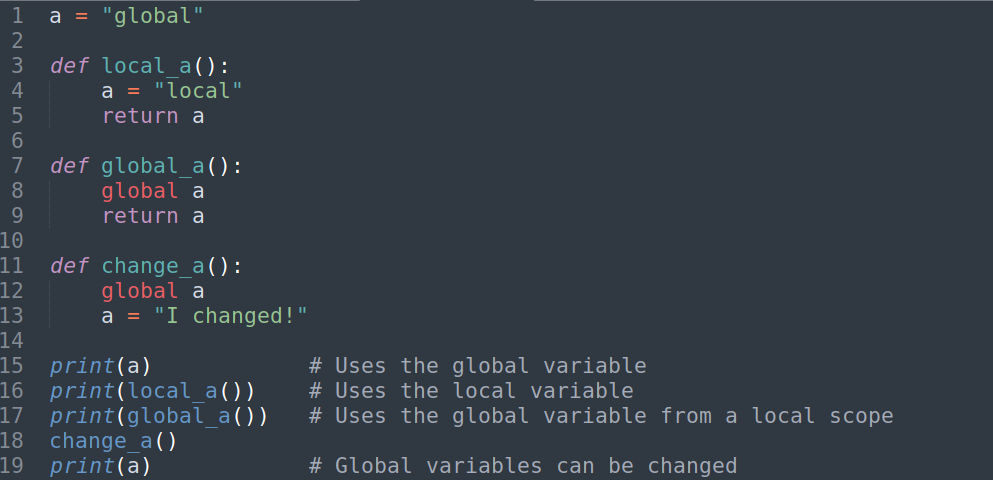 1 a = "global"
2
3 def local_a():
4     a = "local"
5     return a
6
7 def global_a():
8     global a
9     return a
10
11 def change_a():
12     global a
13     a = "I changed!"
14
15 print(a)            # Uses the global variable
16 print(local_a())    # Uses the local variable
17 print(global_a())   # Uses the global variable from a local scope
18 change_a()
19 print(a)            # Global variables can be changed